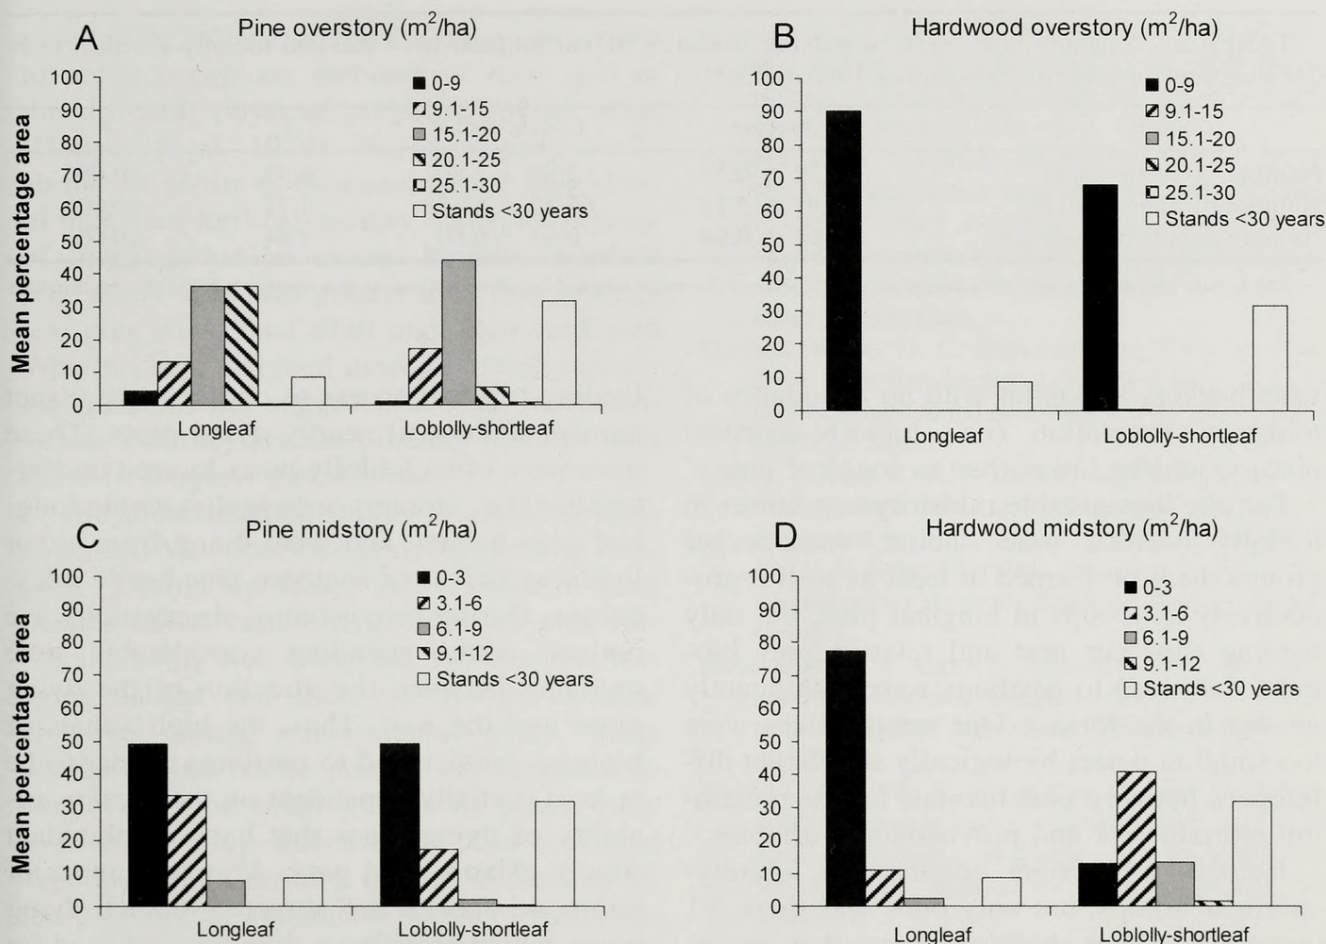 A
Pine overstory (m²/ha)
Mean percentage area
100
90
80
70
60
50
40
30
20
10
0
0-9
9.1-15
15.1-20
20.1-25
25.1-30
Stands <30 years
Longleaf
Loblolly-shortleaf
B
Hardwood overstory (m²/ha)
100
90
80
70
60
50
40
30
20
10
0
0-9
9.1-15
15.1-20
20.1-25
25.1-30
Stands <30 years
Longleaf
Loblolly-shortleaf
C
Pine midstory (m²/ha)
Mean percentage area
100
90
80
70
60
50
40
30
20
10
0
0-3
3.1-6
6.1-9
9.1-12
Stands <30 years
Longleaf
Loblolly-shortleaf
D
Hardwood midstory (m²/ha)
100
90
80
70
60
50
40
30
20
10
0
0-3
3.1-6
6.1-9
9.1-12
Stands <30 years
Longleaf
Loblolly-shortleaf